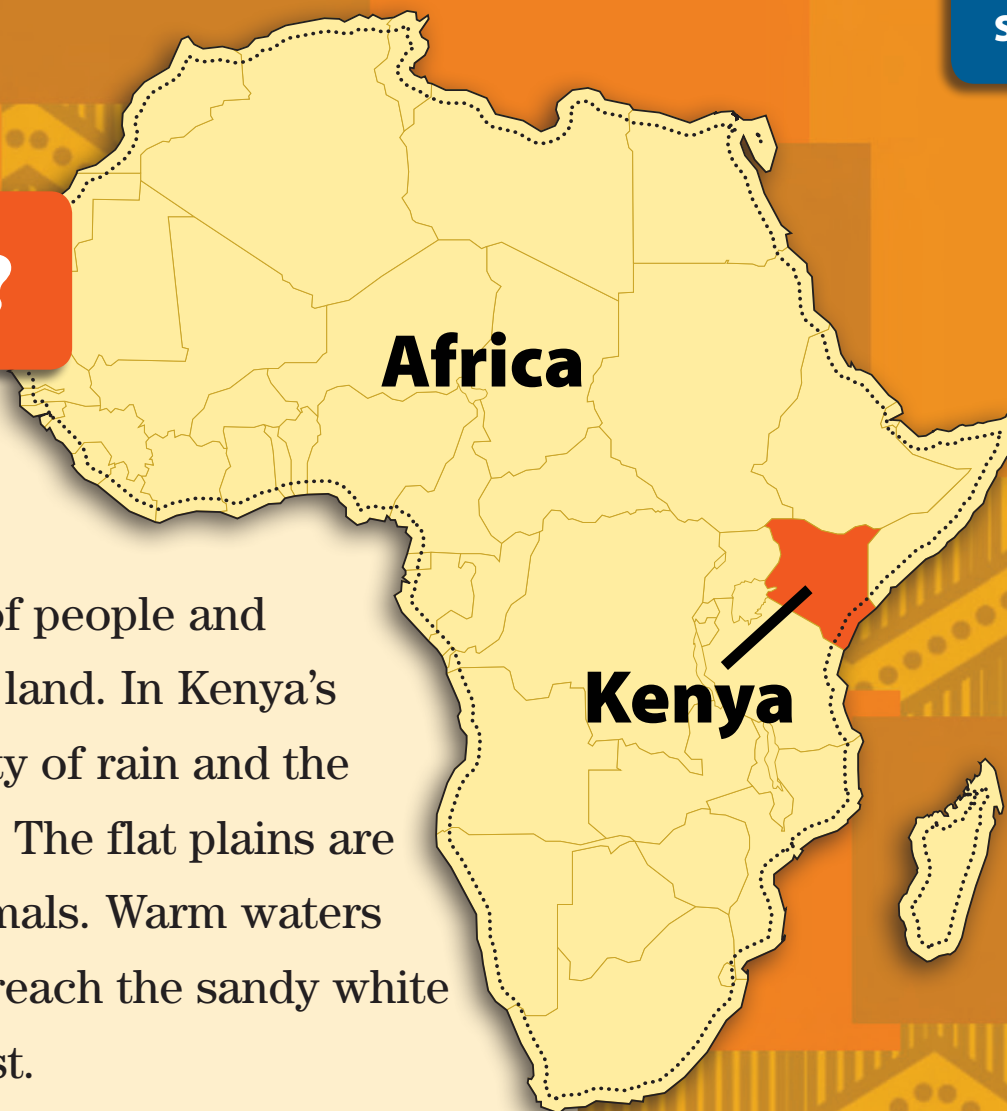 S
?
Africa
Kenya
of people and
land. In Kenya's
ty of rain and the
The flat plains are
mals. Warm waters
reach the sandy white
st.